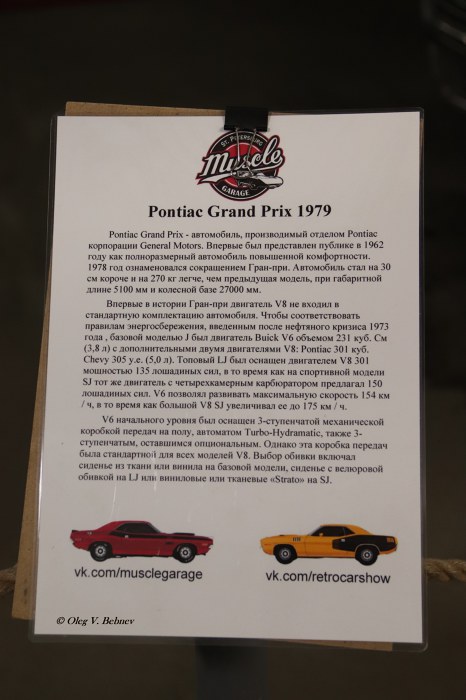 ST. PETERSBURG
Muscle
GARAGE
Pontiac Grand Prix 1979
Pontiac Grand Prix - автомобиль, производимый отделом Pontiac
корпорации General Motors. Впервые был представлен публике в 1962
году как полноразмерный автомобиль повышенной комфортности.
1978 год ознаменовался сокращением Гран-при. Автомобиль стал на 30
см короче и на 270 кг легче, чем предыдущая модель, при габаритной
длине 5100 мм и колесной базе 27000 мм.
Впервые в истории Гран-при двигатель V8 не входил в
стандартную комплектацию автомобиля. Чтобы соответствовать
правилам энергосбережения, введенным после нефтяного кризиса 1973
года , базовой моделью J был двигатель Buick V6 объемом 231 куб. См
(3,8 л) с дополнительными двумя двигателями V8: Pontiac 301 куб.
Chevy 305 у.е. (5,0 л). Топовый LJ был оснащен двигателем V8 301
мощностью 135 лошадиных сил, в то время как на спортивной модели
SJ тот же двигатель с четырехкамерным карбюратором предлагал 150
лошадиных сил. V6 позволял развивать максимальную скорость 154 км
/ ч, в то время как большой V8 SJ увеличивал ее до 175 км / ч.
V6 начального уровня был оснащен 3-ступенчатой механической
коробкой передач на полу, автоматом Turbo-Hydramatic, также 3-
ступенчатым, оставшимся опциональным. Однако эта коробка передач
была стандартной для всех моделей V8. Выбор обивки включал
сиденье из ткани или винила на базовой модели, сиденье с велюровой
обивкой на LJ или виниловые или тканевые «Strato» на SJ.
vk.com/musclegarage
vk.com/retrocarshow
© Oleg V. Bebnev